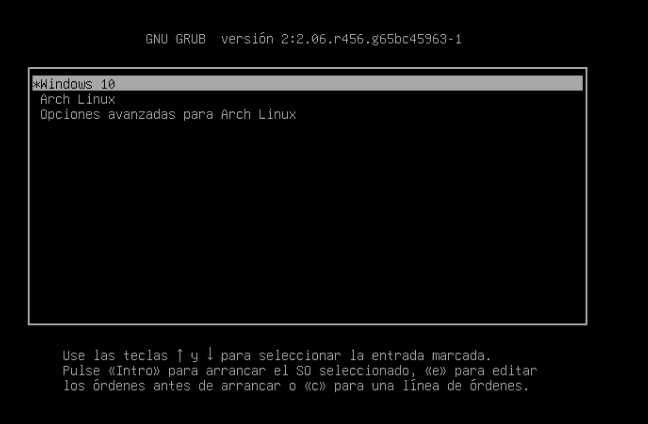 GNU GRUB versión 2:2.06.r456.g65bc45963-1
*Windows 10
Arch Linux
Opciones avanzadas para Arch Linux
Use las teclas ↑ y ↓ para seleccionar la entrada marcada.
Pulse «Intro» para arrancar el SO seleccionado, «e» para editar
los órdenes antes de arrancar o «c» para una línea de órdenes.